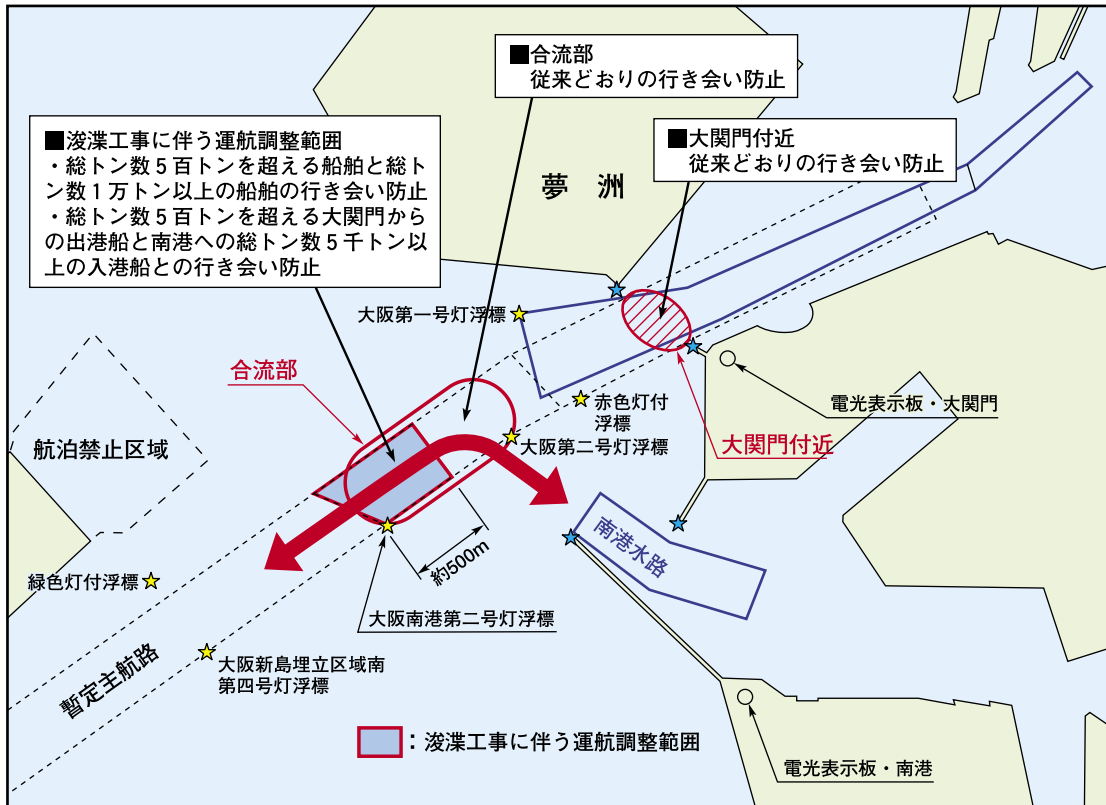 ■合流部
従来どおりの行き会い防止
■浚渫工事に伴う運航調整範囲
・総トン数５百トンを超える船舶と総ト
ン数１万トン以上の船舶の行き会い防止
・総トン数５百トンを超える大関門から
の出港船と南港への総トン数５千トン以
上の入港船との行き会い防止
■大関門付近
従来どおりの行き会い防止
夢 洲
大阪第一号灯浮標
合流部
赤色灯付
浮標
電光表示板・大関門
大関門付近
大阪第二号灯浮標
航泊禁止区域
南港水路
約500m
緑色灯付浮標
大阪南港第二号灯浮標
大阪新島埋立区域南
第四号灯浮標
暫定主航路
：浚渫工事に伴う運航調整範囲
電光表示板・南港